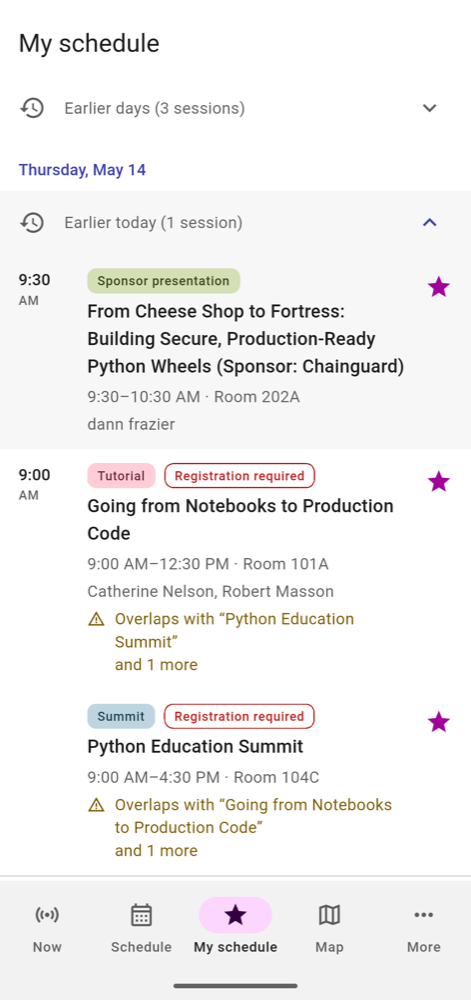 My schedule
Earlier days (3 sessions)
Thursday, May 14
Earlier today (1 session)
9:30
AM
Sponsor presentation
From Cheese Shop to Fortress:
Building Secure, Production-Ready
Python Wheels (Sponsor: Chainguard)
9:30–10:30 AM · Room 202A
dann frazier
9:00
AM
Tutorial
Registration required
Going from Notebooks to Production
Code
9:00 AM–12:30 PM · Room 101A
Catherine Nelson, Robert Masson
Overlaps with “Python Education
Summit”
and 1 more
Summit
Registration required
Python Education Summit
9:00 AM–4:30 PM · Room 104C
Overlaps with “Going from Notebooks
to Production Code”
and 1 more
Now
Schedule
My schedule
Map
More